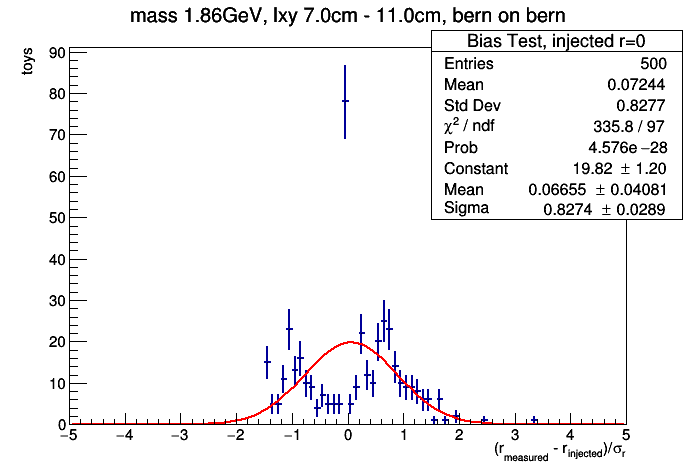 mass 1.86GeV, lxy 7.0cm - 11.0cm, bern on bern
Bias Test, injected r=0
Entries 500
Mean 0.07244
Std Dev 0.8277
χ² / ndf 335.8 / 97
Prob 4.576e−28
Constant 19.82 ± 1.20
Mean 0.06655 ± 0.04081
Sigma 0.8274 ± 0.0289
toys
90
80
70
60
50
40
30
20
10
0
−5 −4 −3 −2 −1 0 1 2 3 4 5
(r_measured - r_injected)/σ_r